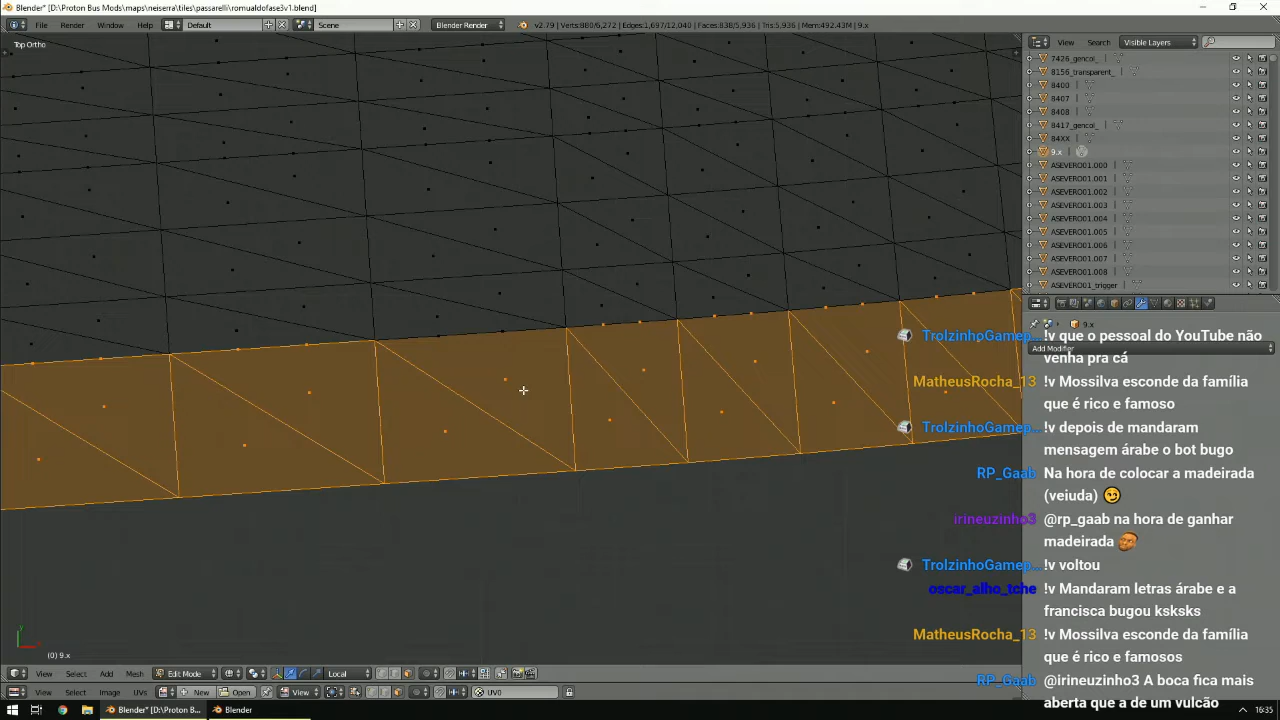 Blender* [D:\Proton Bus Mods\maps\neiserra\tiles\passarelli\romualdofase3v1.blend]
File
Render
Window
Help
Default
Scene
Blender Render
v2.79 | Verts:880/6,272 | Edges:1,697/12,040 | Faces:838/5,936 | Tris:5,936 | Mem:492.43M | 9.x
Top Ortho
View
Search
Visible Layers
7426_gencol_
8156_transparent_
8400
8407
8408
8417_gencol_
84XX
9.x
ASEVERO01.000
ASEVERO01.001
ASEVERO01.002
ASEVERO01.003
ASEVERO01.004
ASEVERO01.005
ASEVERO01.006
ASEVERO01.007
ASEVERO01.008
ASEVERO01_trigger
9.x
Add Modifier
TrolzinhoGamep... !v que o pessoal do YouTube não
venha pra cá
MatheusRocha_13 !v Mossilva esconde da família
que é rico e famoso
TrolzinhoGamep... !v depois de mandaram
mensagem árabe o bot bugo
RP_Gaab Na hora de colocar a madeirada
(veiuda) 😏
irineuzinho3 @rp_gaab na hora de ganhar
madeirada
TrolzinhoGamep... !v voltou
oscar_alho_tche !v Mandaram letras árabe e a
francisca bugou ksksks
MatheusRocha_13 !v Mossilva esconde da família
que é rico e famosos
RP_Gaab @irineuzinho3 A boca fica mais
aberta que a de um vulcão
(0) 9.x
View
Select
Add
Mesh
Edit Mode
Local
View
Select
Image
UVs
New
Open
View
UV0
Blender* [D:\Proton B...
Blender
16:35